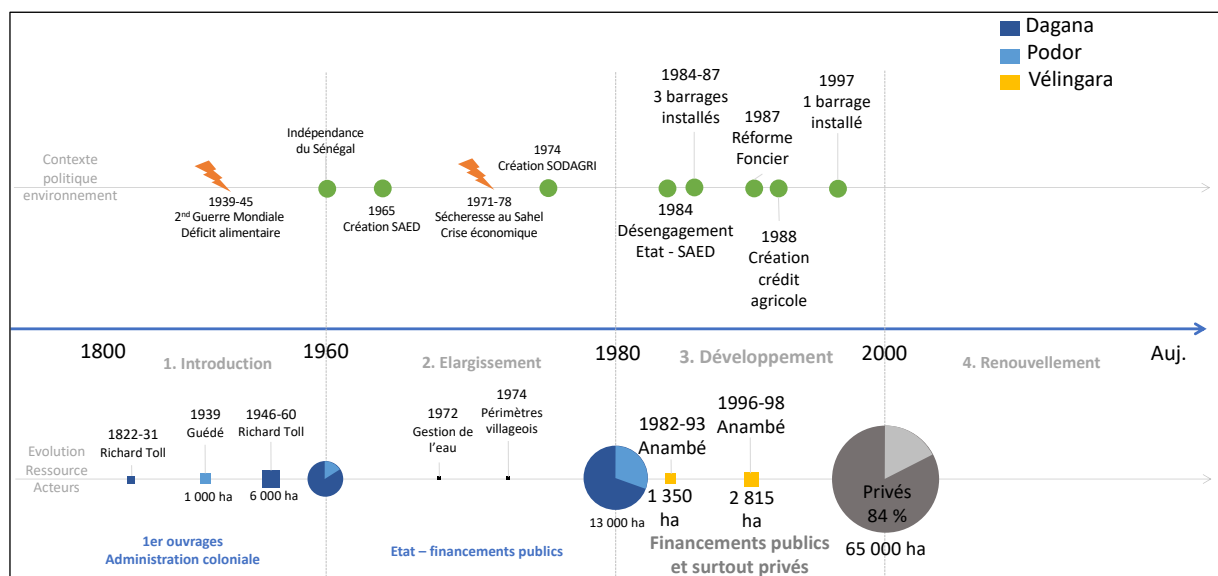 Dagana
Podor
Vélingara
Contexte
politique
environnement
1939-45
2nd Guerre Mondiale
Déficit alimentaire
Indépendance
du Sénégal
1965
Création SAED
1971-78
Sécheresse au Sahel
Crise économique
1974
Création SODAGRI
1984
Désengagement
Etat - SAED
1984-87
3 barrages
installés
1987
Réforme
Foncier
1988
Création
crédit
agricole
1997
1 barrage
installé
1800
1960
1980
2000
Auj.
1. Introduction
2. Elargissement
3. Développement
4. Renouvellement
Evolution
Ressource
Acteurs
1822-31
Richard Toll
1939
Guédé
1 000 ha
1946-60
Richard Toll
6 000 ha
1972
Gestion de
l'eau
1974
Périmètres
villageois
13 000 ha
1982-93
Anambé
1 350
ha
1996-98
Anambé
2 815
ha
Privés
84 %
65 000 ha
1er ouvrages
Administration coloniale
Etat – financements publics
Financements publics
et surtout privés